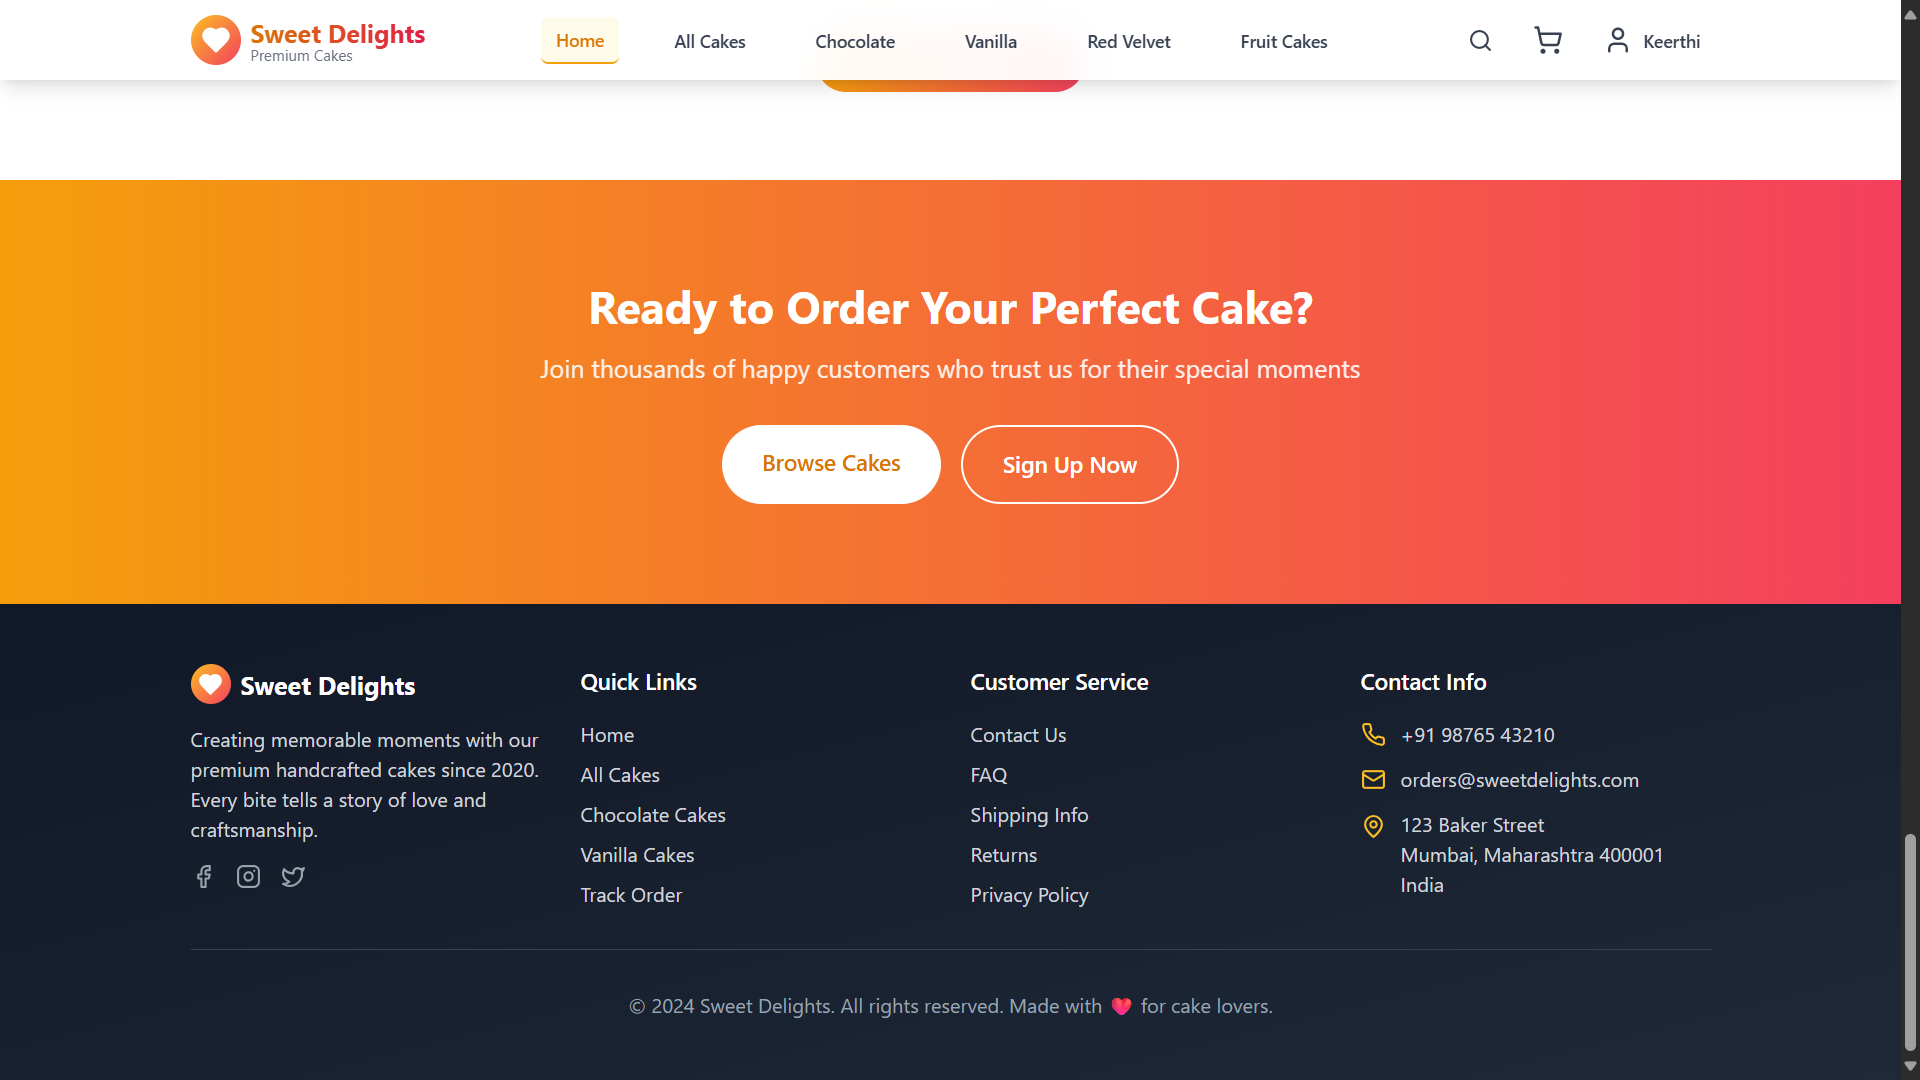 Sweet Delights
Premium Cakes
Home
All Cakes
Chocolate
Vanilla
Red Velvet
Fruit Cakes
Keerthi
Ready to Order Your Perfect Cake?
Join thousands of happy customers who trust us for their special moments
Browse Cakes
Sign Up Now
Sweet Delights
Creating memorable moments with our
premium handcrafted cakes since 2020.
Every bite tells a story of love and
craftsmanship.
Quick Links
Home
All Cakes
Chocolate Cakes
Vanilla Cakes
Track Order
Customer Service
Contact Us
FAQ
Shipping Info
Returns
Privacy Policy
Contact Info
+91 98765 43210
orders@sweetdelights.com
123 Baker Street
Mumbai, Maharashtra 400001
India
© 2024 Sweet Delights. All rights reserved. Made with ❤️ for cake lovers.